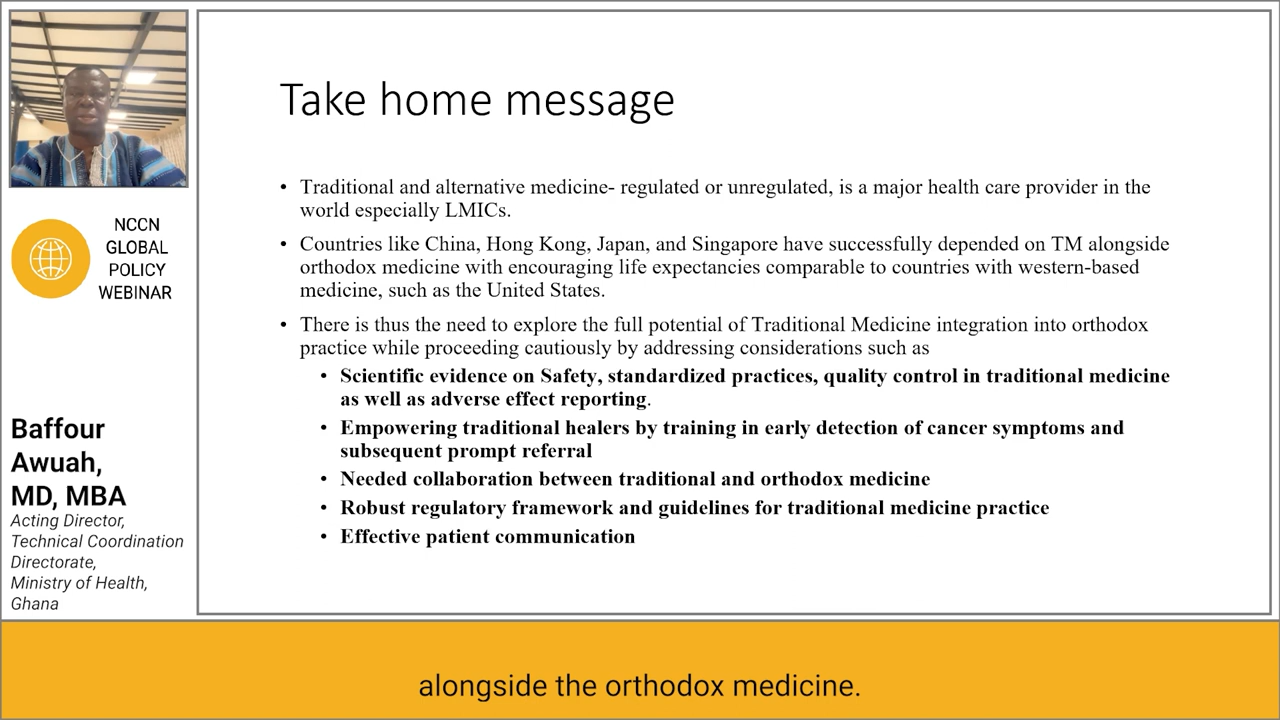 NCCN
GLOBAL
POLICY
WEBINAR
Baffour
Awuah,
MD, MBA
Acting Director,
Technical Coordination
Directorate,
Ministry of Health,
Ghana
Take home message
• Traditional and alternative medicine- regulated or unregulated, is a major health care provider in the
world especially LMICs.
• Countries like China, Hong Kong, Japan, and Singapore have successfully depended on TM alongside
orthodox medicine with encouraging life expectancies comparable to countries with western-based
medicine, such as the United States.
• There is thus the need to explore the full potential of Traditional Medicine integration into orthodox
practice while proceeding cautiously by addressing considerations such as
• Scientific evidence on Safety, standardized practices, quality control in traditional medicine
as well as adverse effect reporting.
• Empowering traditional healers by training in early detection of cancer symptoms and
subsequent prompt referral
• Needed collaboration between traditional and orthodox medicine
• Robust regulatory framework and guidelines for traditional medicine practice
• Effective patient communication
alongside the orthodox medicine.